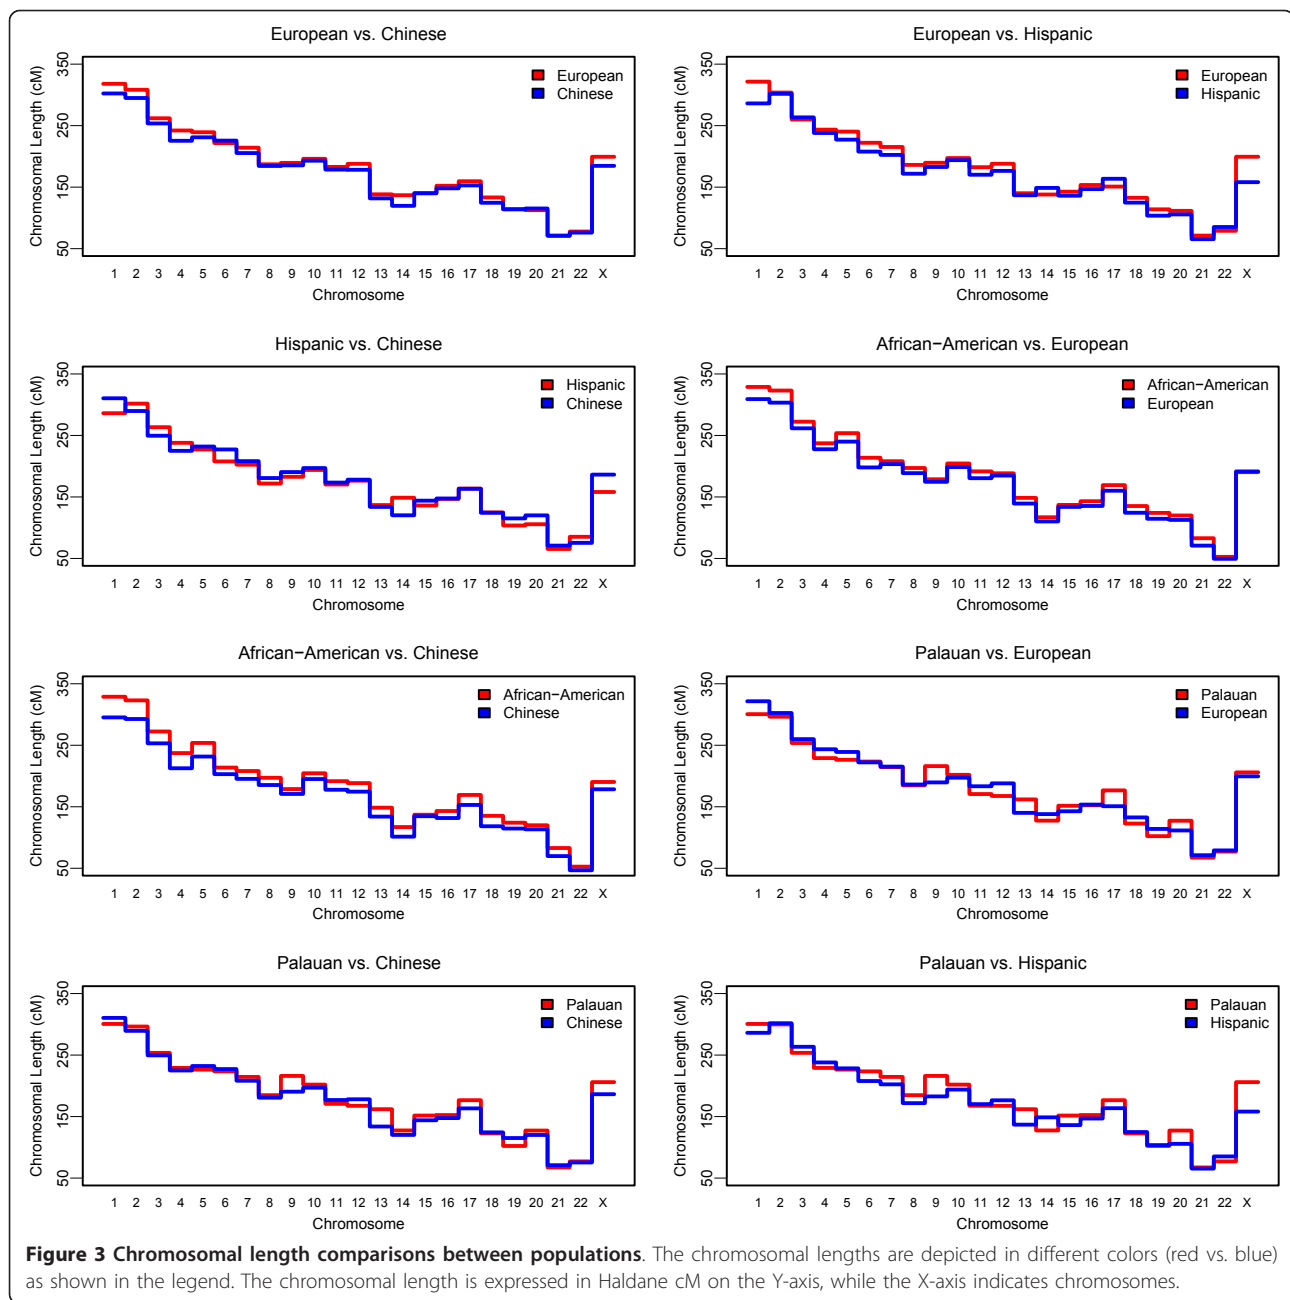 European vs. Chinese
Chromosomal Length (cM)
350
250
150
50
European
Chinese
1 2 3 4 5 6 7 8 9 10 11 12 13 14 15 16 17 18 19 20 21 22 X
Chromosome
European vs. Hispanic
Chromosomal Length (cM)
350
250
150
50
European
Hispanic
1 2 3 4 5 6 7 8 9 10 11 12 13 14 15 16 17 18 19 20 21 22 X
Chromosome
Hispanic vs. Chinese
Chromosomal Length (cM)
350
250
150
50
Hispanic
Chinese
1 2 3 4 5 6 7 8 9 10 11 12 13 14 15 16 17 18 19 20 21 22 X
Chromosome
African−American vs. European
Chromosomal Length (cM)
350
250
150
50
African−American
European
1 2 3 4 5 6 7 8 9 10 11 12 13 14 15 16 17 18 19 20 21 22 X
Chromosome
African−American vs. Chinese
Chromosomal Length (cM)
350
250
150
50
African−American
Chinese
1 2 3 4 5 6 7 8 9 10 11 12 13 14 15 16 17 18 19 20 21 22 X
Chromosome
Palauan vs. European
Chromosomal Length (cM)
350
250
150
50
Palauan
European
1 2 3 4 5 6 7 8 9 10 11 12 13 14 15 16 17 18 19 20 21 22 X
Chromosome
Palauan vs. Chinese
Chromosomal Length (cM)
350
250
150
50
Palauan
Chinese
1 2 3 4 5 6 7 8 9 10 11 12 13 14 15 16 17 18 19 20 21 22 X
Chromosome
Palauan vs. Hispanic
Chromosomal Length (cM)
350
250
150
50
Palauan
Hispanic
1 2 3 4 5 6 7 8 9 10 11 12 13 14 15 16 17 18 19 20 21 22 X
Chromosome
Figure 3 Chromosomal length comparisons between populations. The chromosomal lengths are depicted in different colors (red vs. blue)
as shown in the legend. The chromosomal length is expressed in Haldane cM on the Y-axis, while the X-axis indicates chromosomes.